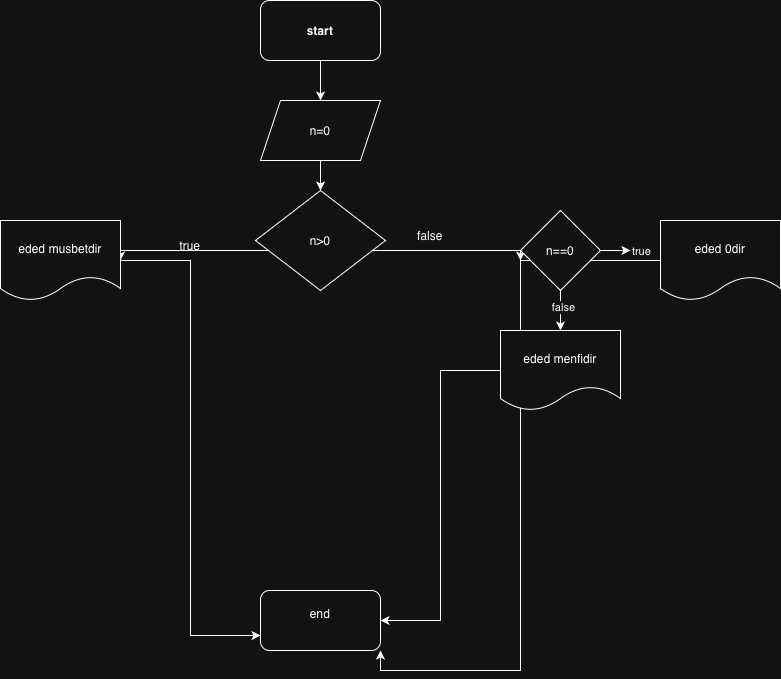 start
n=0
n>0
true
false
eded musbetdir
n==0
true
eded 0dir
false
eded menfidir
end